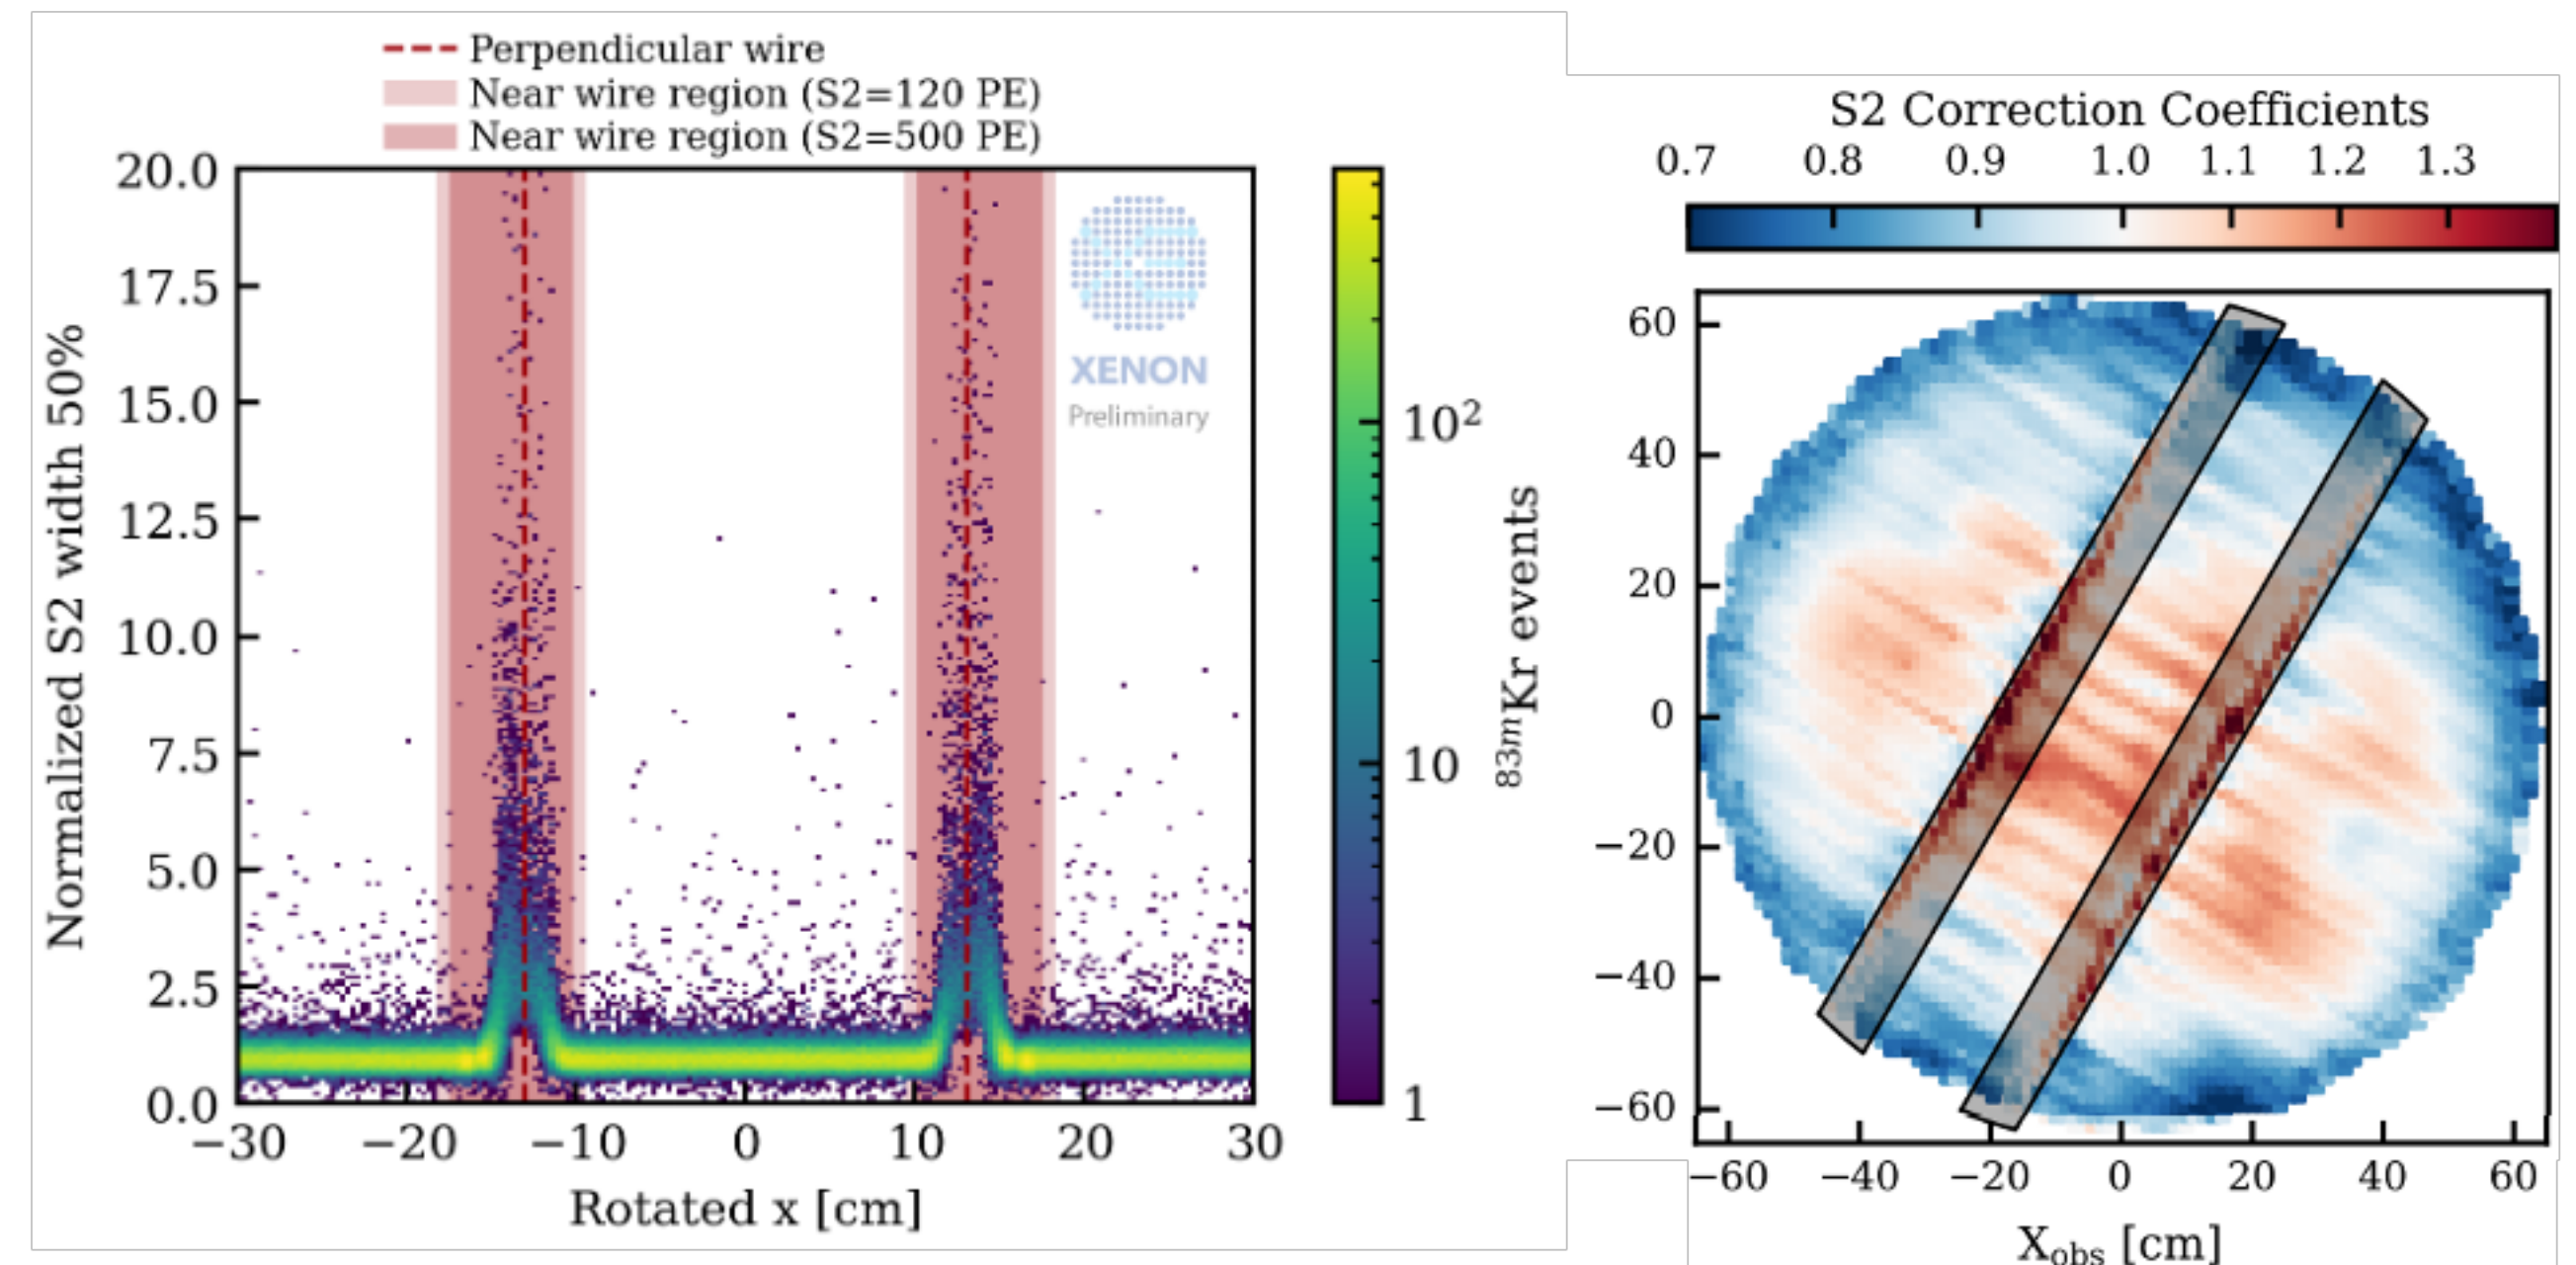 Perpendicular wire
Near wire region (S2=120 PE)
Near wire region (S2=500 PE)
Normalized S2 width 50%
20.0
17.5
15.0
12.5
10.0
7.5
5.0
2.5
0.0
−30
−20
−10
0
10
20
30
Rotated x [cm]
XENON
Preliminary
10²
10
1
⁸³ᵐKr events
S2 Correction Coefficients
0.7 0.8 0.9 1.0 1.1 1.2 1.3
60
40
20
0
−20
−40
−60
−60 −40 −20 0 20 40 60
X_obs [cm]